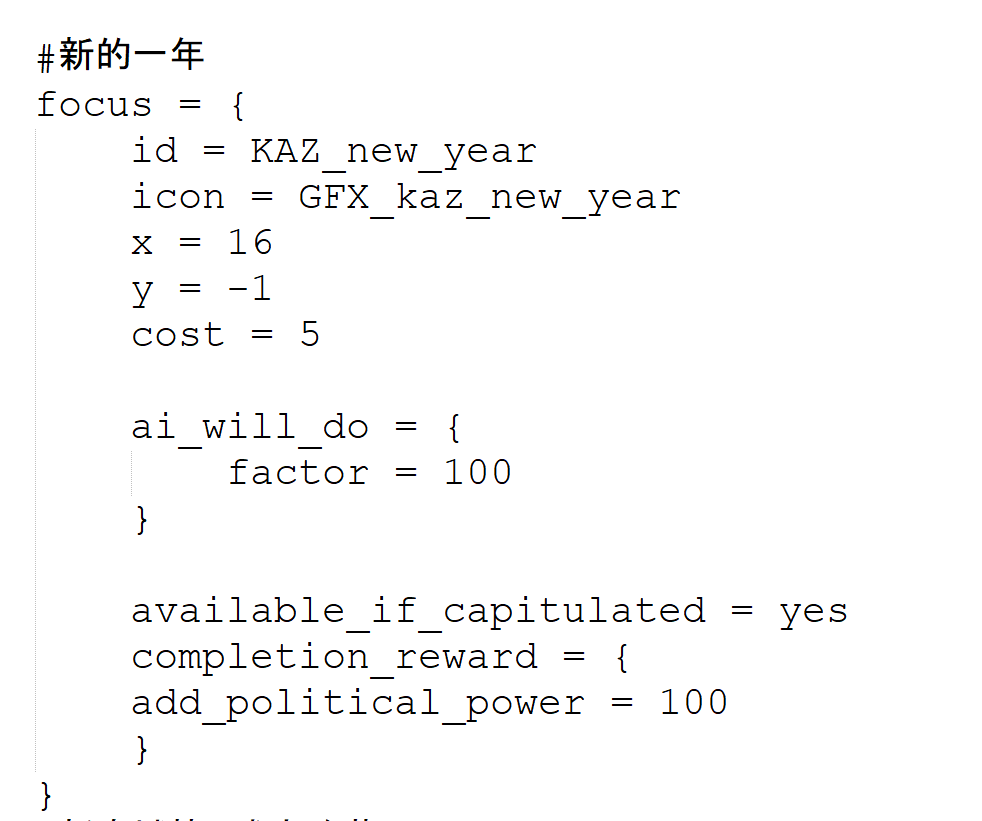 #新的一年
focus = {
id = KAZ_new_year
icon = GFX_kaz_new_year
x = 16
y = -1
cost = 5
ai_will_do = {
factor = 100
}
available_if_capitulated = yes
completion_reward = {
add_political_power = 100
}
}